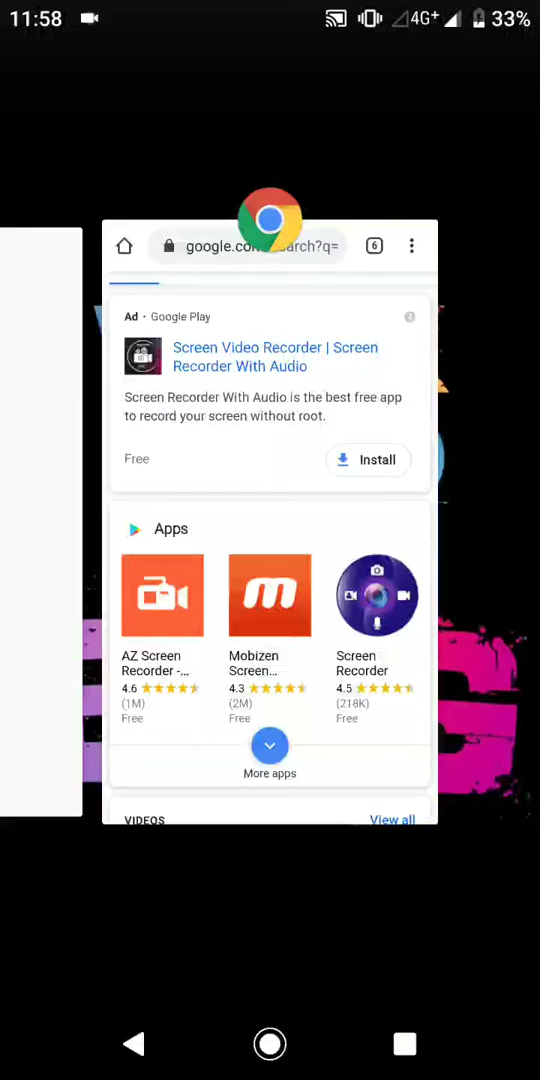 11:58
4G+
33%
google.co
arch?q=
6
Ad · Google Play
Screen Video Recorder | Screen
Recorder With Audio
Screen Recorder With Audio is the best free app
to record your screen without root.
Free
Install
Apps
AZ Screen
Recorder -...
4.6
(1M)
Free
Mobizen
Screen...
4.3
(2M)
Free
Screen
Recorder
4.5
(218K)
Free
More apps
VIDEOS
View all